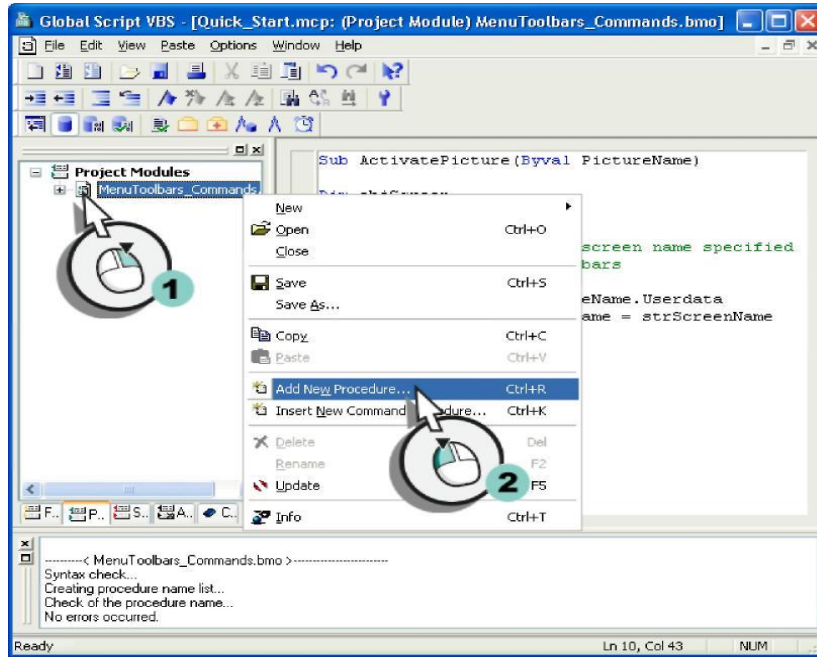 Global Script VBS - [Quick_Start.mcp: (Project Module) MenuToolbars_Commands.bmo]
File Edit View Paste Options Window Help
Project Modules
MenuToolbars_Commands.
Sub ActivatePicture(Byval PictureName)
screen name specified
bars
eName.Userdata
ame = strScreenName
1
New
Open Ctrl+O
Close
Save Ctrl+S
Save As...
Copy Ctrl+C
Paste Ctrl+V
Add New Procedure... Ctrl+R
Insert New Command edure... Ctrl+K
Delete Del
Rename F2
Update F5
Info Ctrl+T
2
F.. P.. S.. A.. C..
----------< MenuToolbars_Commands.bmo >------------------------
Syntax check...
Creating procedure name list...
Check of the procedure name...
No errors occurred.
Ready Ln 10, Col 43 NUM